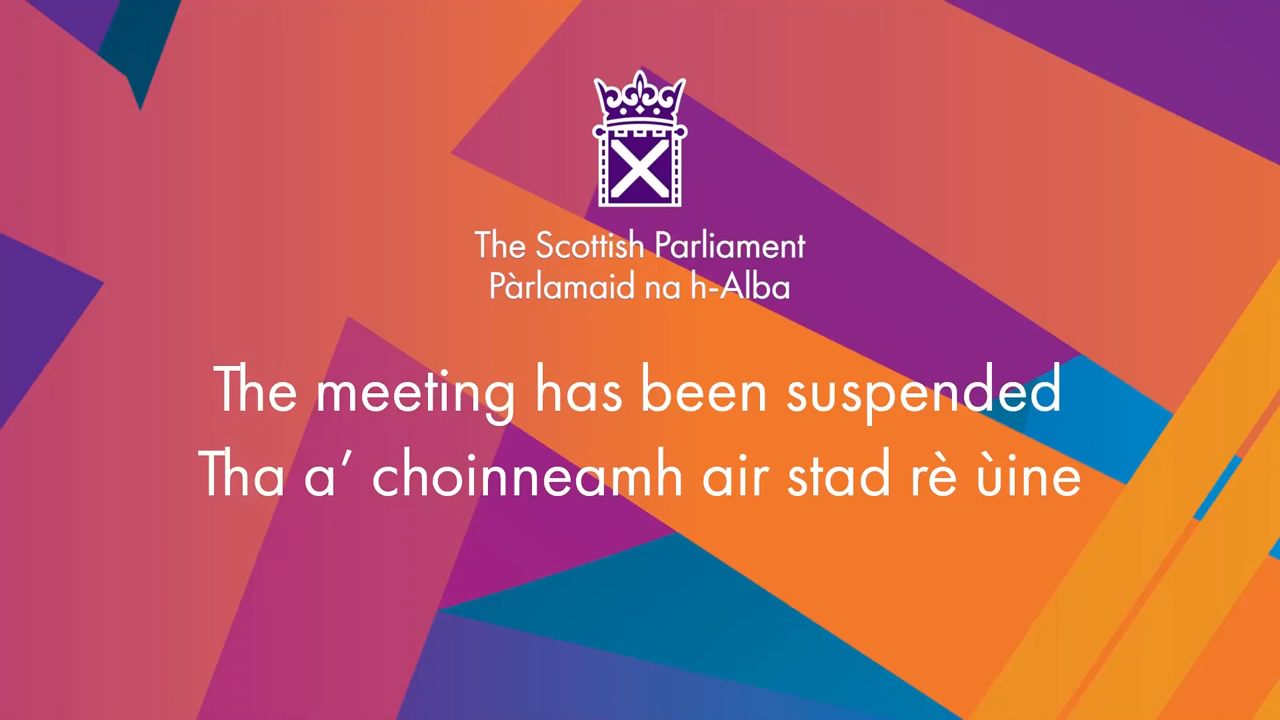 The Scottish Parliament
Pàrlamaid na h-Alba
The meeting has been suspended
Tha a’ choinneamh air stad rè ùine